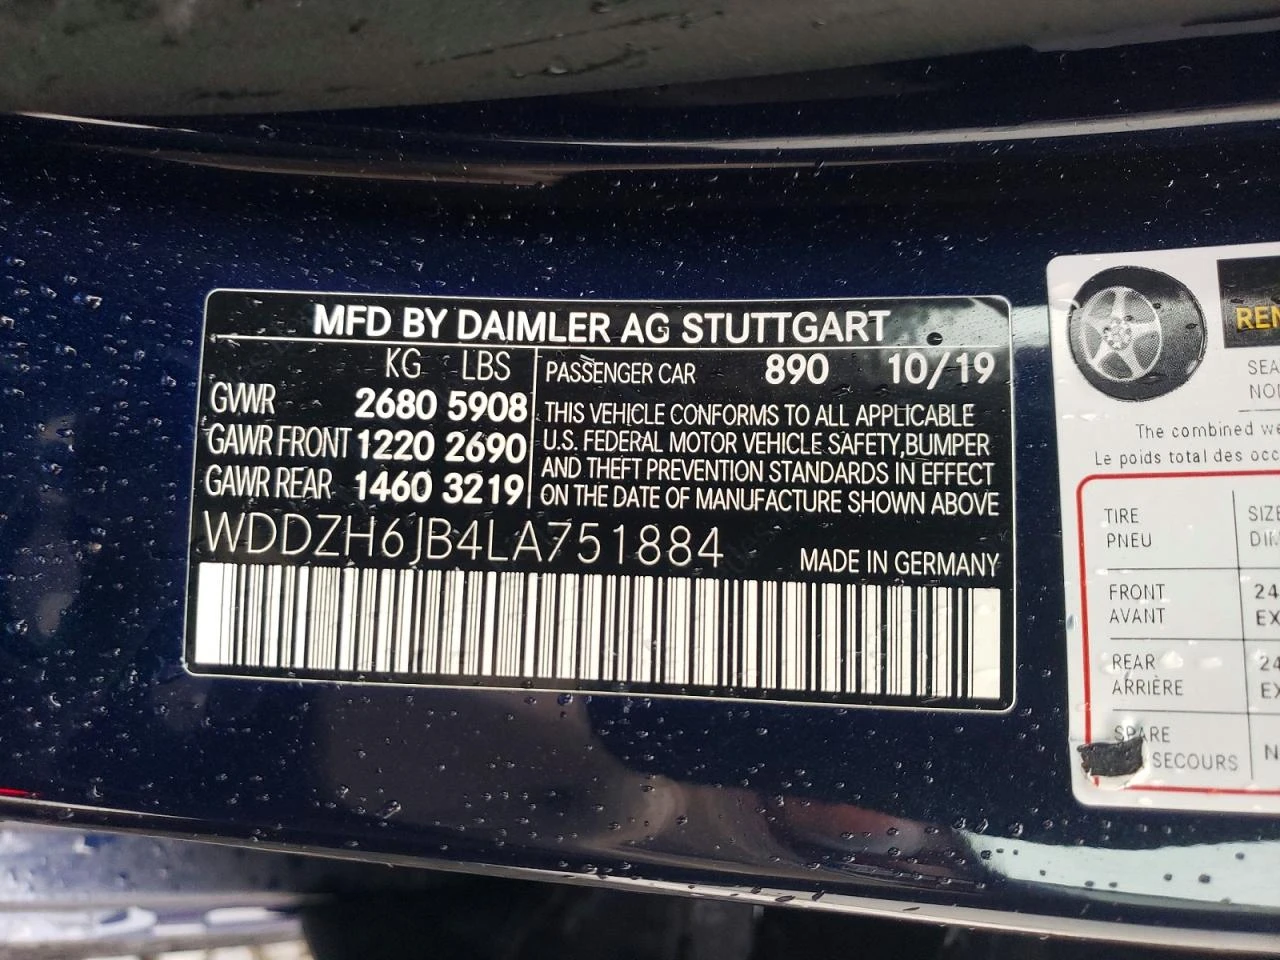 MFD BY DAIMLER AG STUTTGART
KG LBS
GVWR 2680 5908
GAWR FRONT 1220 2690
GAWR REAR 1460 3219
PASSENGER CAR 890 10/19
THIS VEHICLE CONFORMS TO ALL APPLICABLE
U.S. FEDERAL MOTOR VEHICLE SAFETY, BUMPER
AND THEFT PREVENTION STANDARDS IN EFFECT
ON THE DATE OF MANUFACTURE SHOWN ABOVE
WDDZH6JB4LA751884
MADE IN GERMANY
The combined
Le poids total des
TIRE
PNEU
FRONT
AVANT
REAR
ARRIÈRE
SPARE
SECOURS